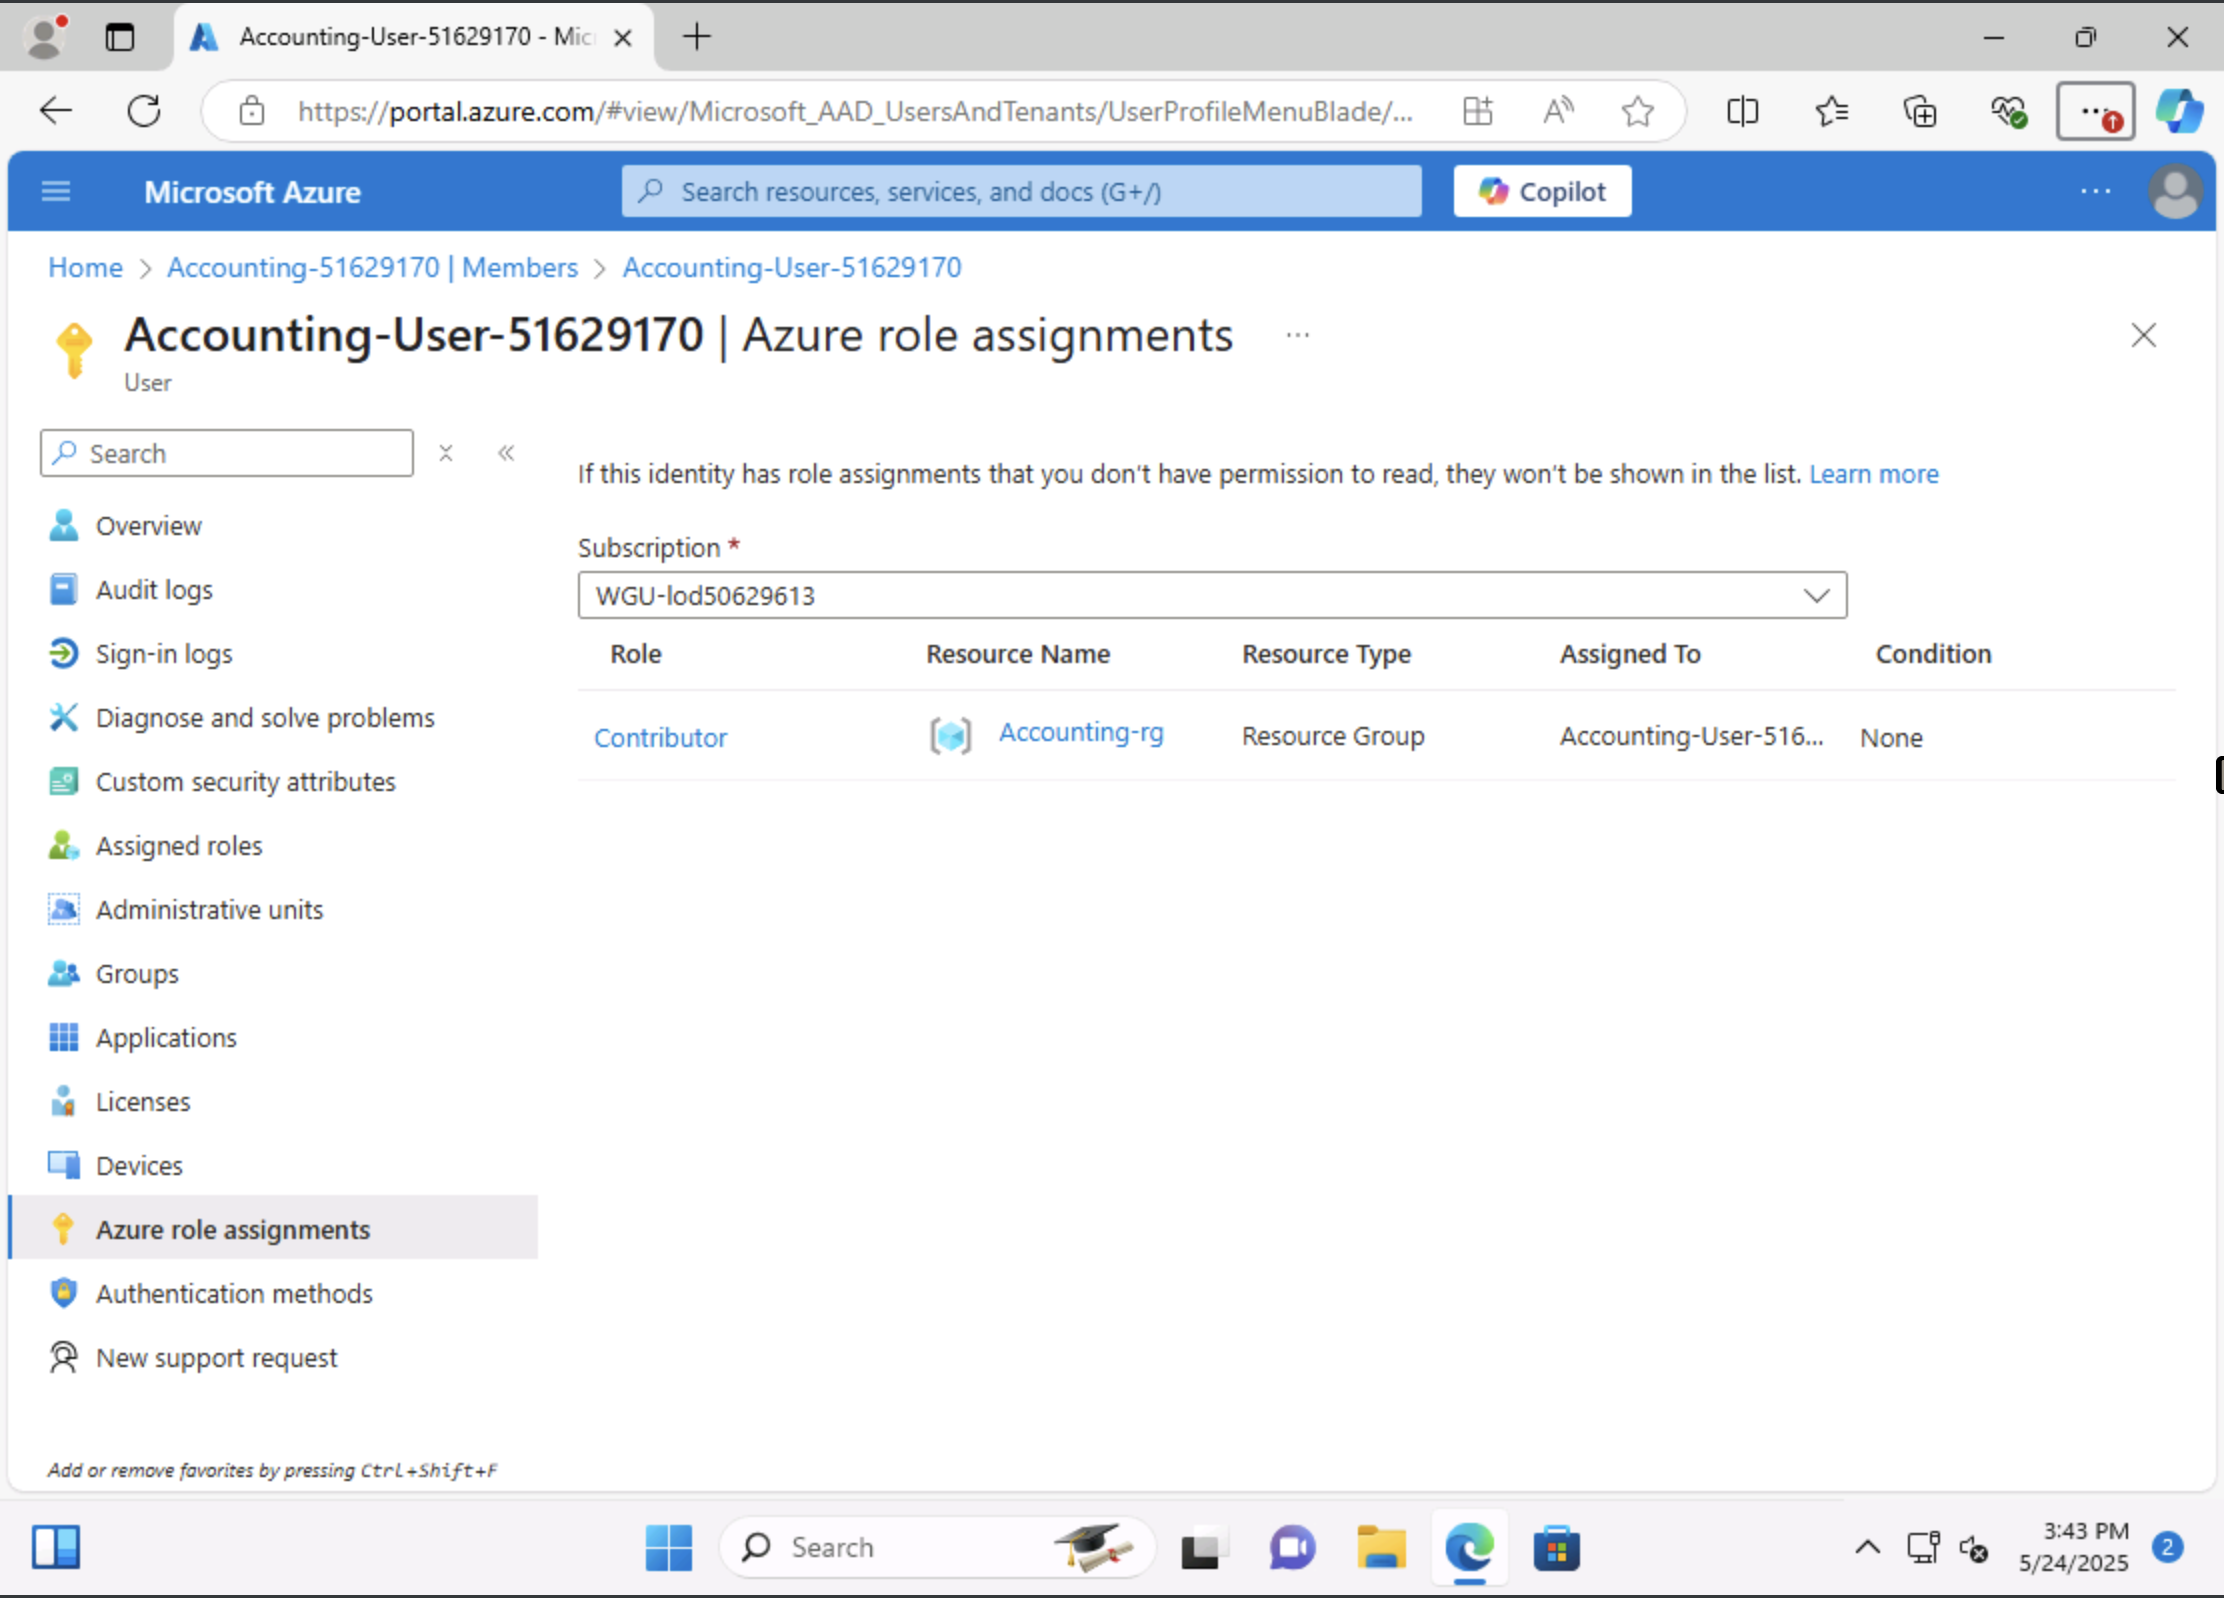 Accounting-User-51629170 - Mic
https://portal.azure.com/#view/Microsoft_AAD_UsersAndTenants/UserProfileMenuBlade/...
Microsoft Azure
Search resources, services, and docs (G+/)
Copilot
Home > Accounting-51629170 | Members > Accounting-User-51629170
Accounting-User-51629170 | Azure role assignments ...
User
Search
Overview
Audit logs
Sign-in logs
Diagnose and solve problems
Custom security attributes
Assigned roles
Administrative units
Groups
Applications
Licenses
Devices
Azure role assignments
Authentication methods
New support request
Add or remove favorites by pressing Ctrl+Shift+F
If this identity has role assignments that you don't have permission to read, they won't be shown in the list. Learn more
Subscription *
WGU-lod50629613
Role Resource Name Resource Type Assigned To Condition
Contributor Accounting-rg Resource Group Accounting-User-516... None
Search
3:43 PM
5/24/2025
2